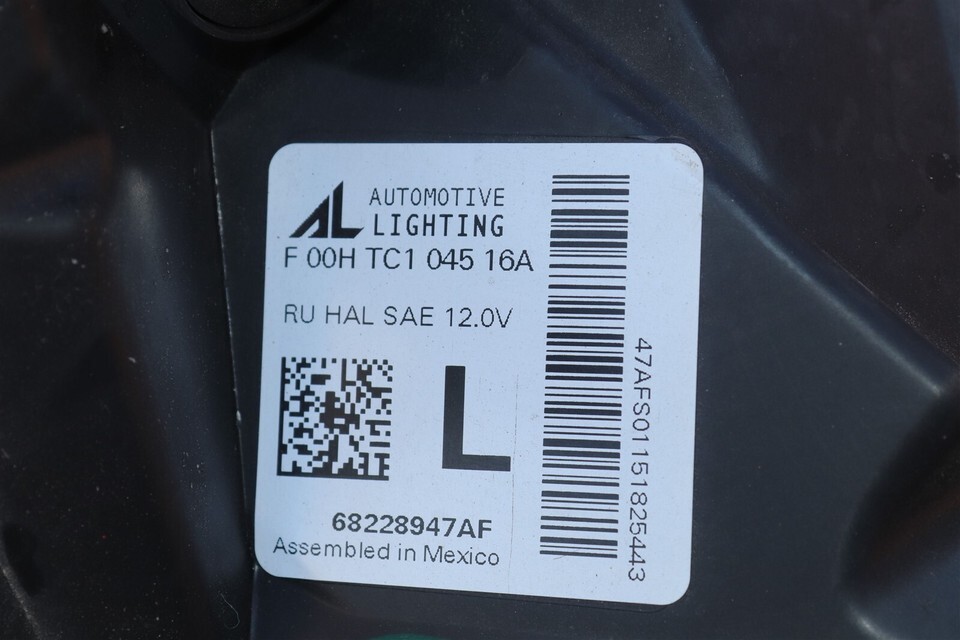 AL AUTOMOTIVE
LIGHTING
F 00H TC1 045 16A
RU HAL SAE 12.0V
L
68228947AF
Assembled in Mexico
47AFS01151825443